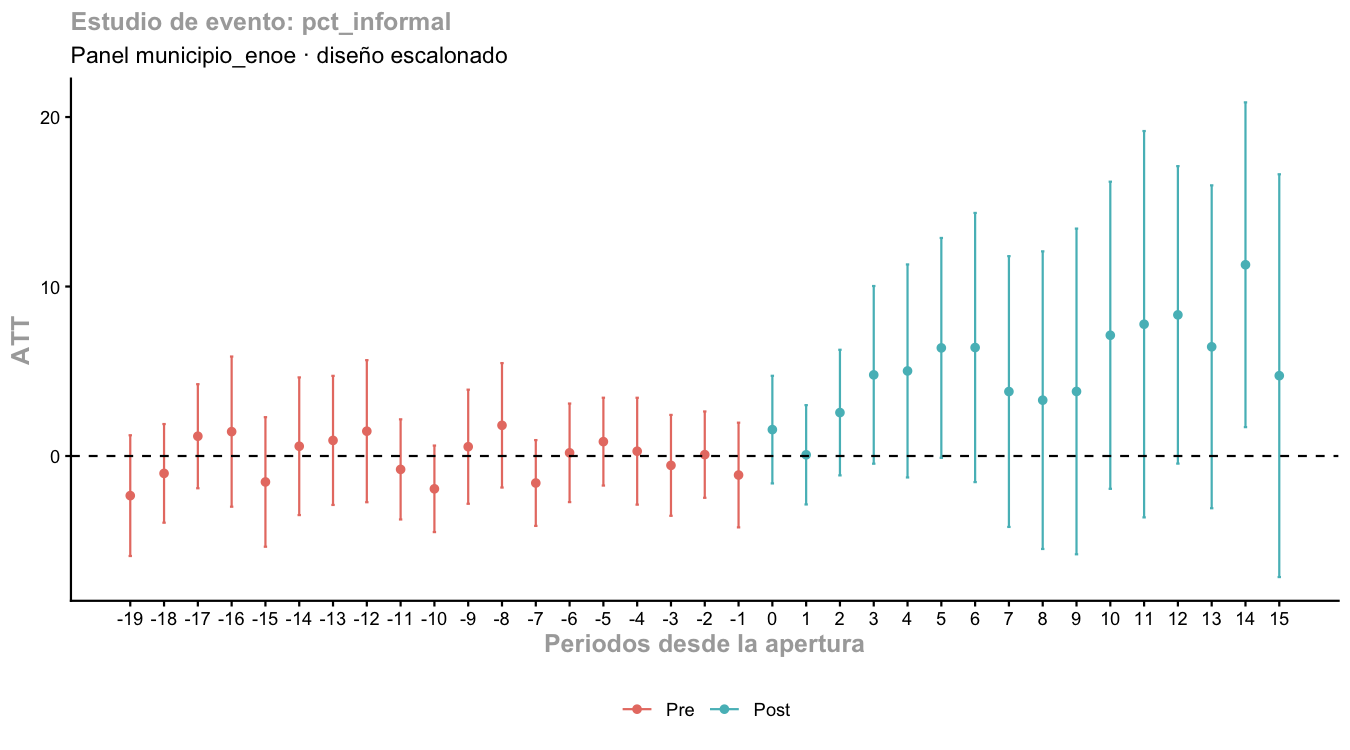 Estudio de evento: pct_informal
Panel municipio_enoe · diseño escalonado
20
10
0
ATT
-19 -18 -17 -16 -15 -14 -13 -12 -11 -10 -9 -8 -7 -6 -5 -4 -3 -2 -1 0 1 2 3 4 5 6 7 8 9 10 11 12 13 14 15
Periodos desde la apertura
Pre Post